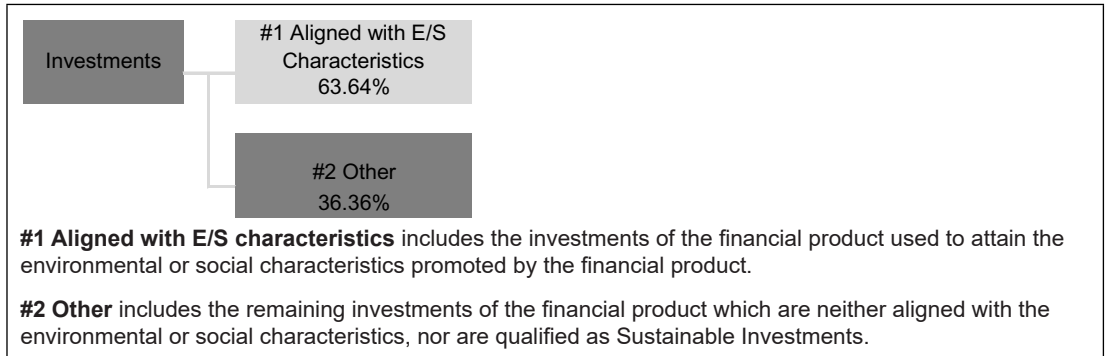 Investments
#1 Aligned with E/S
Characteristics
63.64%
#2 Other
36.36%
#1 Aligned with E/S characteristics includes the investments of the financial product used to attain the
environmental or social characteristics promoted by the financial product.
#2 Other includes the remaining investments of the financial product which are neither aligned with the
environmental or social characteristics, nor are qualified as Sustainable Investments.